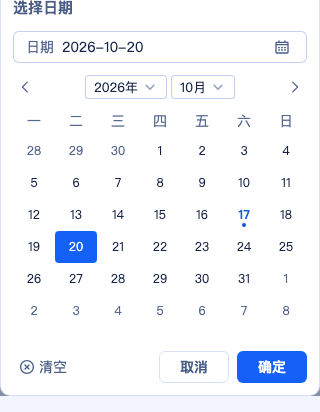 选择日期
日期 2026-10-20
2026年 10月
一 二 三 四 五 六 日
28 29 30 1 2 3 4
5 6 7 8 9 10 11
12 13 14 15 16 17 18
19 20 21 22 23 24 25
26 27 28 29 30 31 1
2 3 4 5 6 7 8
清空 取消 确定